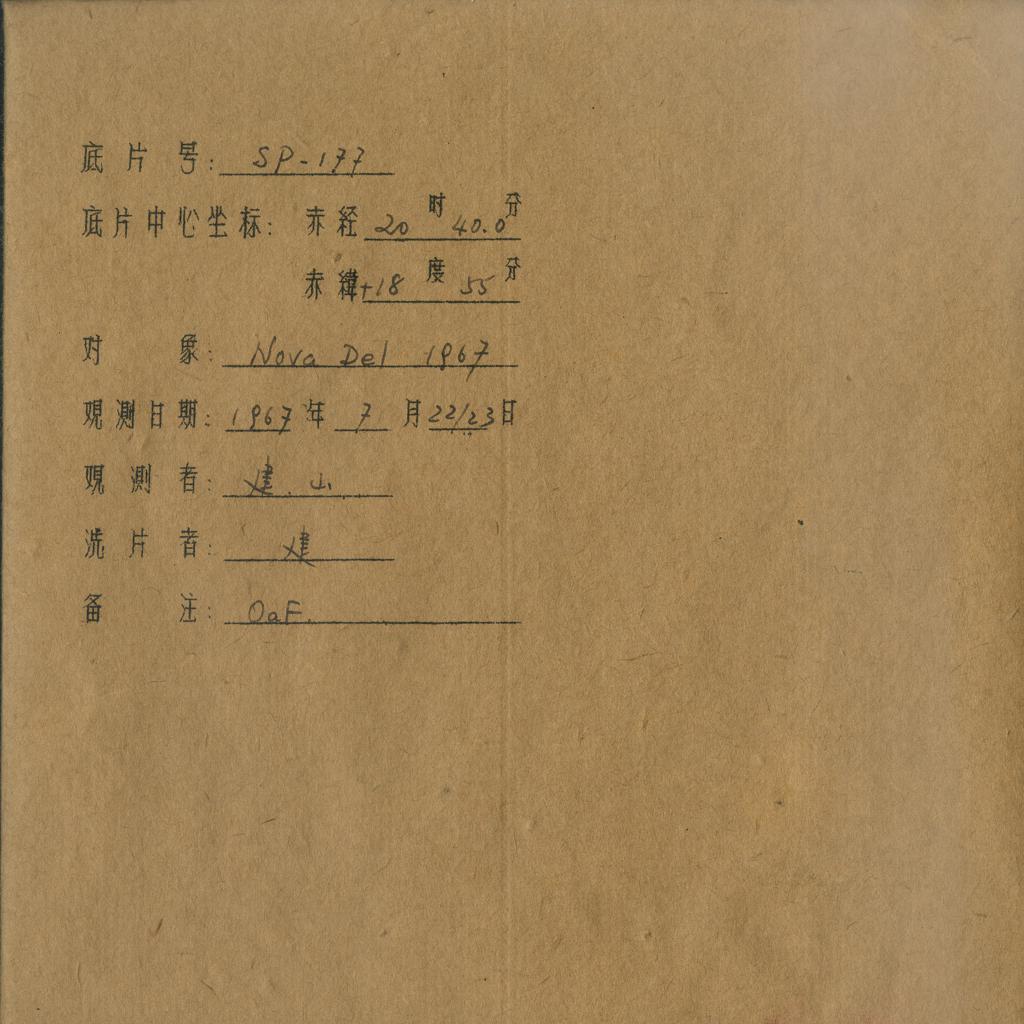 底片号: SP-177
底片中心坐标: 赤经 20 时 40.0 分
赤緯 +18 度 55 分
对象: Nova Del 1967
观测日期: 1967 年 7 月 22/23 日
观测者: 建. 山.
洗片者: 建
备注: OaF.